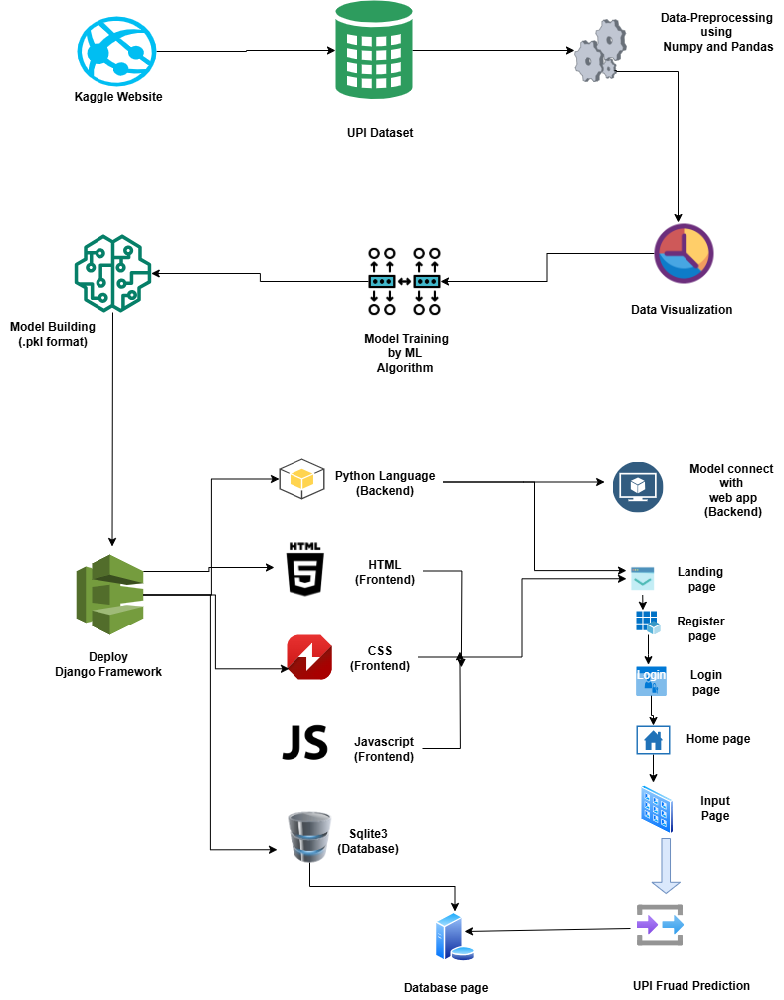 Kaggle Website
UPI Dataset
Data-Preprocessing
using
Numpy and Pandas
Model Building
(.pkl format)
Model Training
by ML
Algorithm
Data Visualization
Python Language
(Backend)
Model connect
with
web app
(Backend)
HTML
5
HTML
(Frontend)
Landing
page
Register
page
Deploy
Django Framework
CSS
(Frontend)
Login
Login
page
JS
Javascript
(Frontend)
Home page
Input
Page
Sqlite3
(Database)
Database page
UPI Fruad Prediction